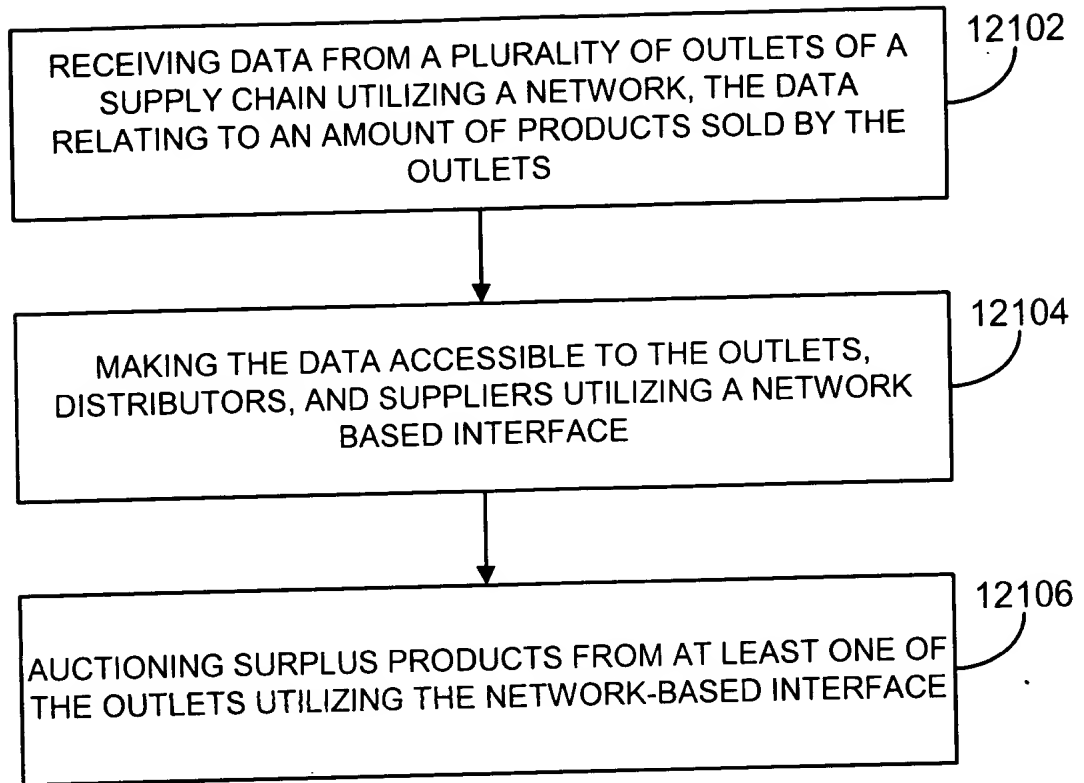 12102
RECEIVING DATA FROM A PLURALITY OF OUTLETS OF A
SUPPLY CHAIN UTILIZING A NETWORK, THE DATA
RELATING TO AN AMOUNT OF PRODUCTS SOLD BY THE
OUTLETS
12104
MAKING THE DATA ACCESSIBLE TO THE OUTLETS,
DISTRIBUTORS, AND SUPPLIERS UTILIZING A NETWORK
BASED INTERFACE
12106
AUCTIONING SURPLUS PRODUCTS FROM AT LEAST ONE OF
THE OUTLETS UTILIZING THE NETWORK-BASED INTERFACE